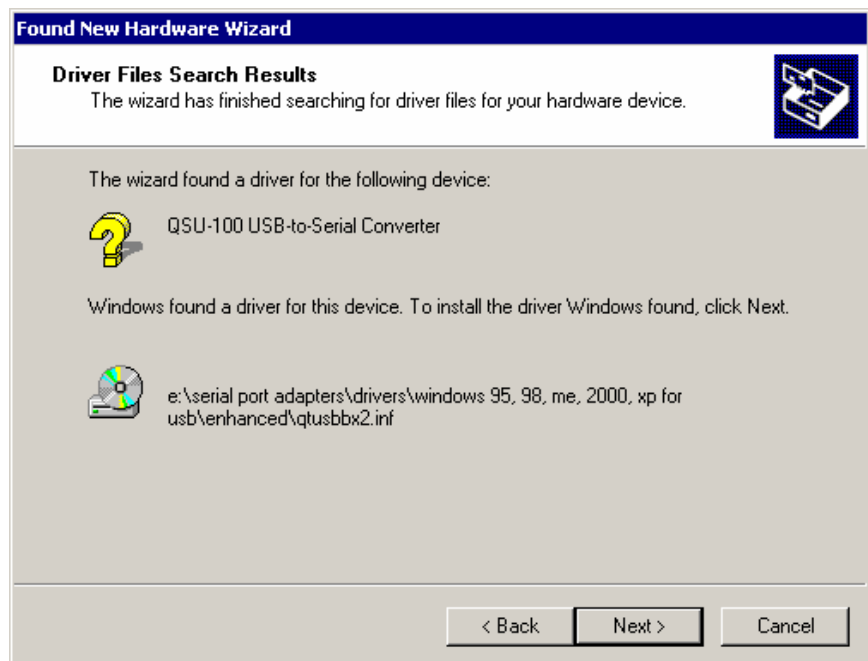 Found New Hardware Wizard
Driver Files Search Results
The wizard has finished searching for driver files for your hardware device.
The wizard found a driver for the following device:
QSU-100 USB-to-Serial Converter
Windows found a driver for this device. To install the driver Windows found, click Next.
e:\serial port adapters\drivers\windows 95, 98, me, 2000, xp for
usb\enhanced\qtusbbx2.inf
< Back Next > Cancel